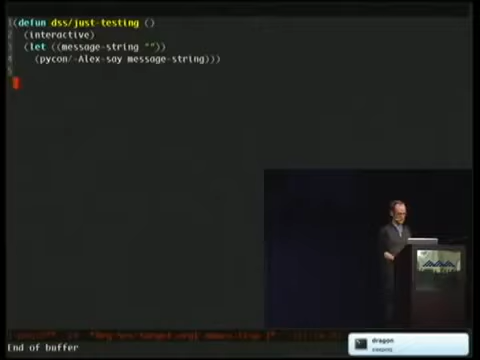 1(defun dss/just-testing ()
2  (interactive)
3  (let ((message-string ""))
4    (pycon/-Alex-say message-string)))
5
End of buffer
dragon